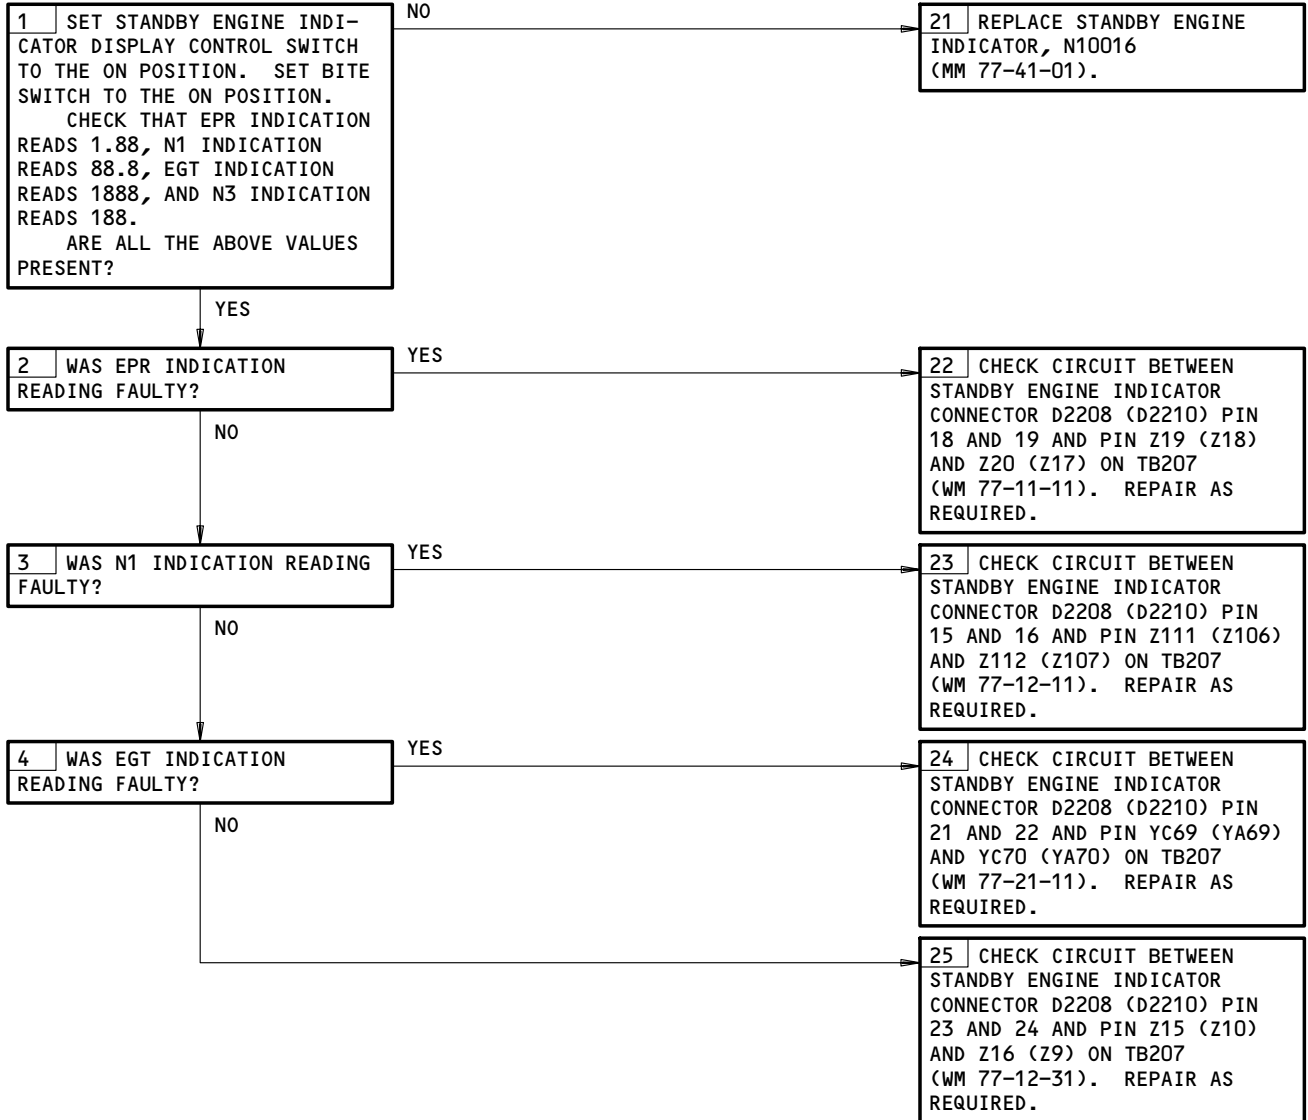 1 SET STANDBY ENGINE INDI-
CATOR DISPLAY CONTROL SWITCH
TO THE ON POSITION. SET BITE
SWITCH TO THE ON POSITION.
CHECK THAT EPR INDICATION
READS 1.88, N1 INDICATION
READS 88.8, EGT INDICATION
READS 1888, AND N3 INDICATION
READS 188.
ARE ALL THE ABOVE VALUES
PRESENT?
NO
21 REPLACE STANDBY ENGINE
INDICATOR, N10016
(MM 77-41-01).
YES
2 WAS EPR INDICATION
READING FAULTY?
YES
22 CHECK CIRCUIT BETWEEN
STANDBY ENGINE INDICATOR
CONNECTOR D2208 (D2210) PIN
18 AND 19 AND PIN Z19 (Z18)
AND Z20 (Z17) ON TB207
(WM 77-11-11). REPAIR AS
REQUIRED.
NO
3 WAS N1 INDICATION READING
FAULTY?
YES
23 CHECK CIRCUIT BETWEEN
STANDBY ENGINE INDICATOR
CONNECTOR D2208 (D2210) PIN
15 AND 16 AND PIN Z111 (Z106)
AND Z112 (Z107) ON TB207
(WM 77-12-11). REPAIR AS
REQUIRED.
NO
4 WAS EGT INDICATION
READING FAULTY?
YES
24 CHECK CIRCUIT BETWEEN
STANDBY ENGINE INDICATOR
CONNECTOR D2208 (D2210) PIN
21 AND 22 AND PIN YC69 (YA69)
AND YC70 (YA70) ON TB207
(WM 77-21-11). REPAIR AS
REQUIRED.
NO
25 CHECK CIRCUIT BETWEEN
STANDBY ENGINE INDICATOR
CONNECTOR D2208 (D2210) PIN
23 AND 24 AND PIN Z15 (Z10)
AND Z16 (Z9) ON TB207
(WM 77-12-31). REPAIR AS
REQUIRED.